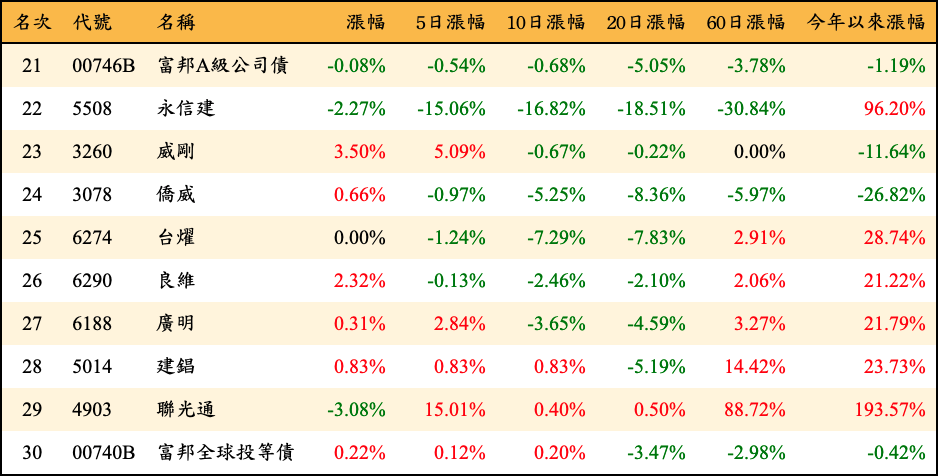 名次 代號 名稱 漲幅 5日漲幅 10日漲幅 20日漲幅 60日漲幅 今年以來漲幅
21 00746B 富邦A級公司債 -0.08% -0.54% -0.68% -5.05% -3.78% -1.19%
22 5508 永信建 -2.27% -15.06% -16.82% -18.51% -30.84% 96.20%
23 3260 威剛 3.50% 5.09% -0.67% -0.22% 0.00% -11.64%
24 3078 僑威 0.66% -0.97% -5.25% -8.36% -5.97% -26.82%
25 6274 台燿 0.00% -1.24% -7.29% -7.83% 2.91% 28.74%
26 6290 良維 2.32% -0.13% -2.46% -2.10% 2.06% 21.22%
27 6188 廣明 0.31% 2.84% -3.65% -4.59% 3.27% 21.79%
28 5014 建錩 0.83% 0.83% 0.83% -5.19% 14.42% 23.73%
29 4903 聯光通 -3.08% 15.01% 0.40% 0.50% 88.72% 193.57%
30 00740B 富邦全球投等債 0.22% 0.12% 0.20% -3.47% -2.98% -0.42%